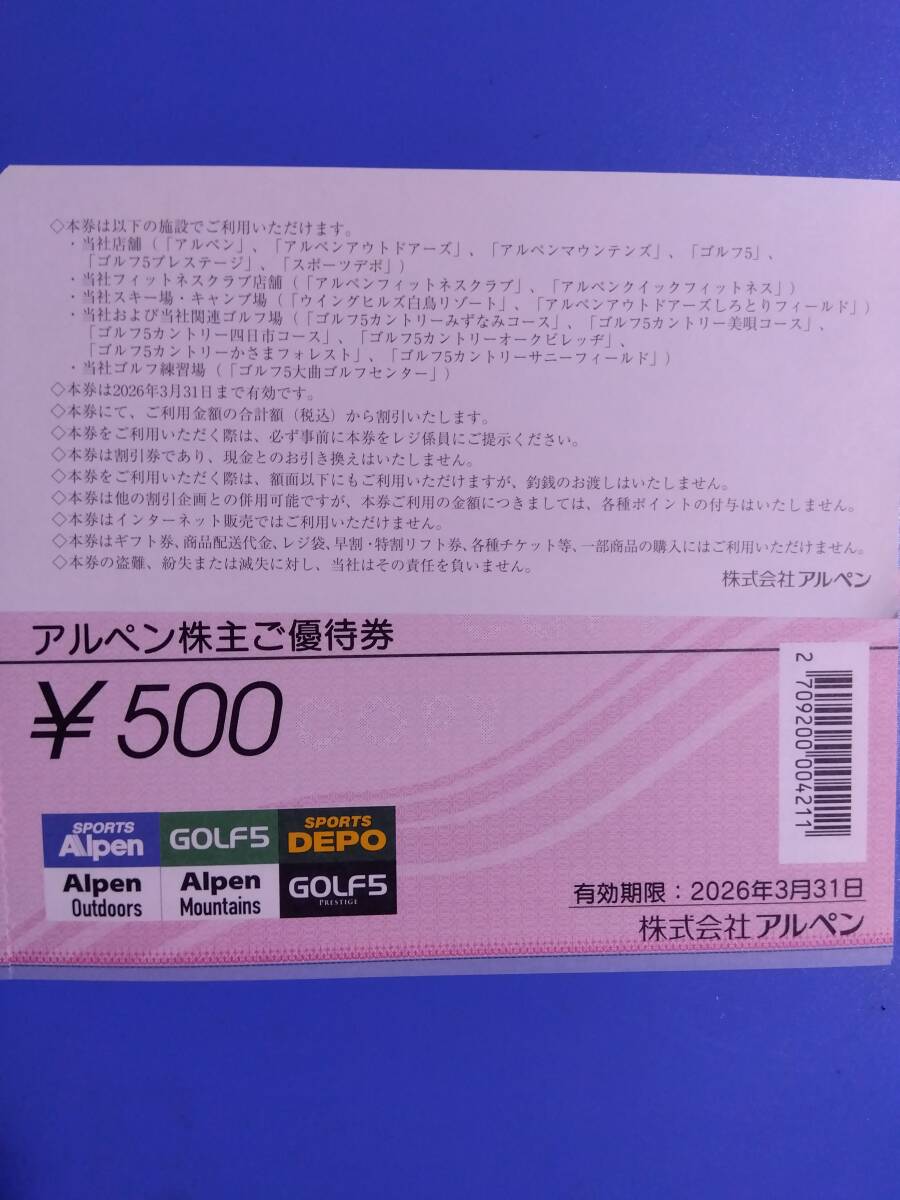 ◇本券は以下の施設でご利用いただけます。
・当社店舗（「アルペン」、「アルペンアウトドアーズ」、「アルペンマウンテンズ」、「ゴルフ5」、
「ゴルフ5プレステージ」、「スポーツデポ」）
・当社フィットネスクラブ店舗（「アルペンフィットネスクラブ」、「アルペンクイックフィットネス」）
・当社スキー場・キャンプ場（「ウイングヒルズ白鳥リゾート」、「アルペンアウトドアーズしろとりフィールド」）
・当社および当社関連ゴルフ場（「ゴルフ5カントリーみずなみコース」、「ゴルフ5カントリー美唄コース」、
「ゴルフ5カントリー四日市コース」、「ゴルフ5カントリーオークビレッヂ」、
「ゴルフ5カントリーかさまフォレスト」、「ゴルフ5カントリーサニーフィールド」）
・当社ゴルフ練習場（「ゴルフ5大曲ゴルフセンター」）
◇本券は2026年3月31日まで有効です。
◇本券にて、ご利用金額の合計額（税込）から割引いたします。
◇本券をご利用いただく際は、必ず事前に本券をレジ係員にご提示ください。
◇本券は割引券であり、現金とのお引き換えはいたしません。
◇本券をご利用いただく際は、額面以下にもご利用いただけますが、釣銭のお渡しはいたしません。
◇本券は他の割引企画との併用可能ですが、本券ご利用の金額につきましては、各種ポイントの付与はいたしません。
◇本券はインターネット販売ではご利用いただけません。
◇本券はギフト券、商品配送代金、レジ袋、早割・特割リフト券、各種チケット等、一部商品の購入にはご利用いただけません。
◇本券の盗難、紛失または滅失に対し、当社はその責任を負いません。
株式会社アルペン
アルペン株主ご優待券
¥500
2 709200 004211
SPORTS Alpen
GOLF5
SPORTS DEPO
Alpen Outdoors
Alpen Mountains
GOLF5 PRESTIGE
有効期限：2026年3月31日
株式会社アルペン